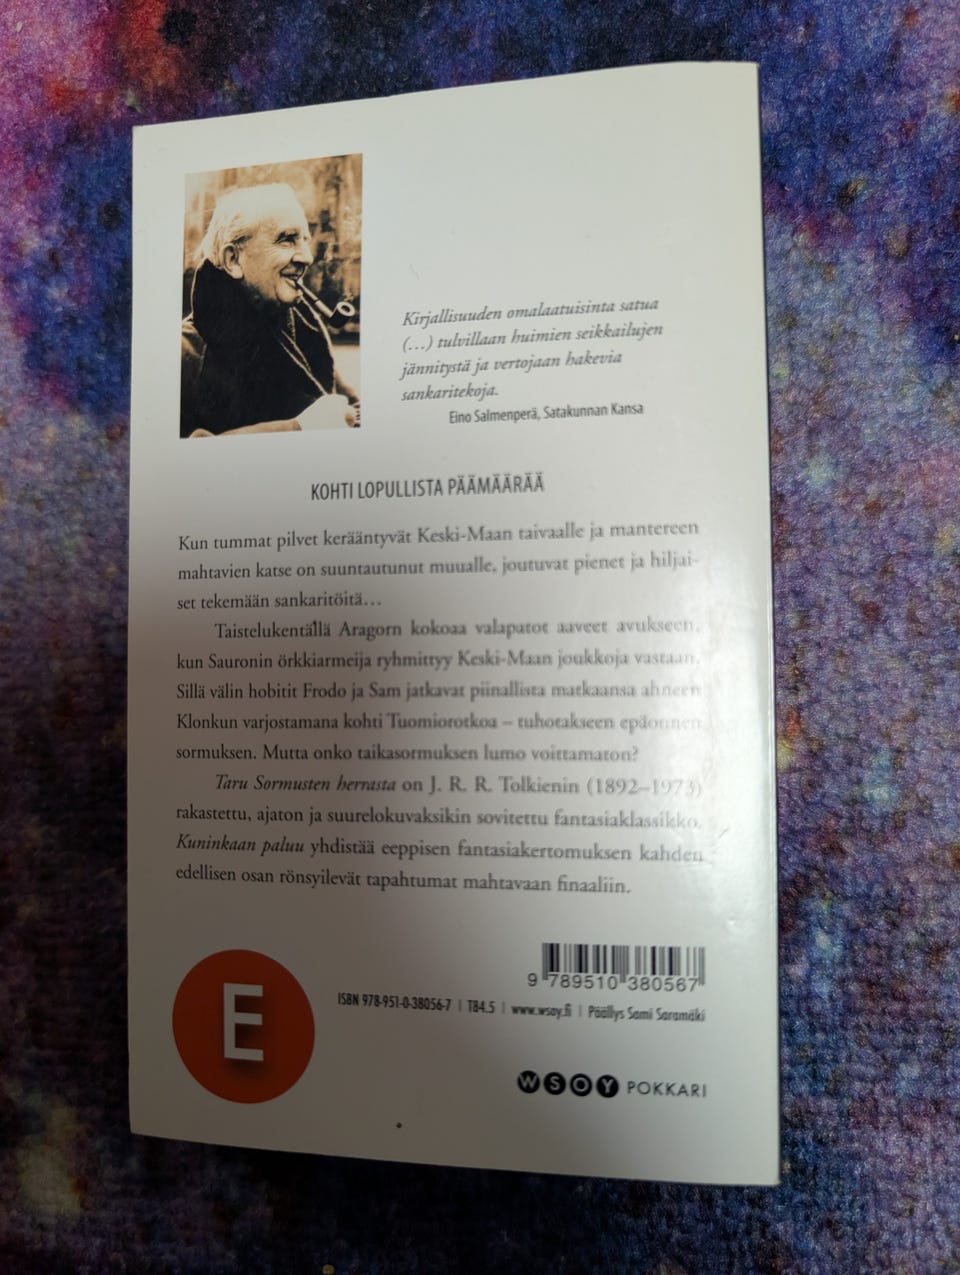 Kirjallisuuden omalaatuisinta satua
(…) tulvillaan huimien seikkailujen
jännitystä ja vertojaan hakevia
sankaritekoja.
Eino Salmenperä, Satakunnan Kansa
KOHTI LOPULLISTA PÄÄMÄÄRÄÄ
Kun tummat pilvet kerääntyvät Keski-Maan taivaalle ja mantereen
mahtavien katse on suuntautunut muualle, joutuvat pienet ja hiljai-
set tekemään sankaritöitä…
Taistelukentällä Aragorn kokoaa valapatot aaveet avukseen,
kun Sauronin örkkiarmeija ryhmittyy Keski-Maan joukkoja vastaan.
Sillä välin hobitit Frodo ja Sam jatkavat piinallista matkaansa ahneen
Klonkun varjostamana kohti Tuomiorotkoa – tuhotakseen epäonnen
sormuksen. Mutta onko taikasormuksen lumo voittamaton?
Taru Sormusten herrasta on J. R. R. Tolkienin (1892–1973)
rakastettu, ajaton ja suurelokuvaksikin sovitettu fantasiaklassikko.
Kuninkaan paluu yhdistää eeppisen fantasiakertomuksen kahden
edellisen osan rönsyilevät tapahtumat mahtavaan finaaliin.
9 789510 380567
ISBN 978-951-0-38056-7 | T84.5 | www.wsoy.fi | Päällys Sami Saramäki
E
WSOY POKKARI